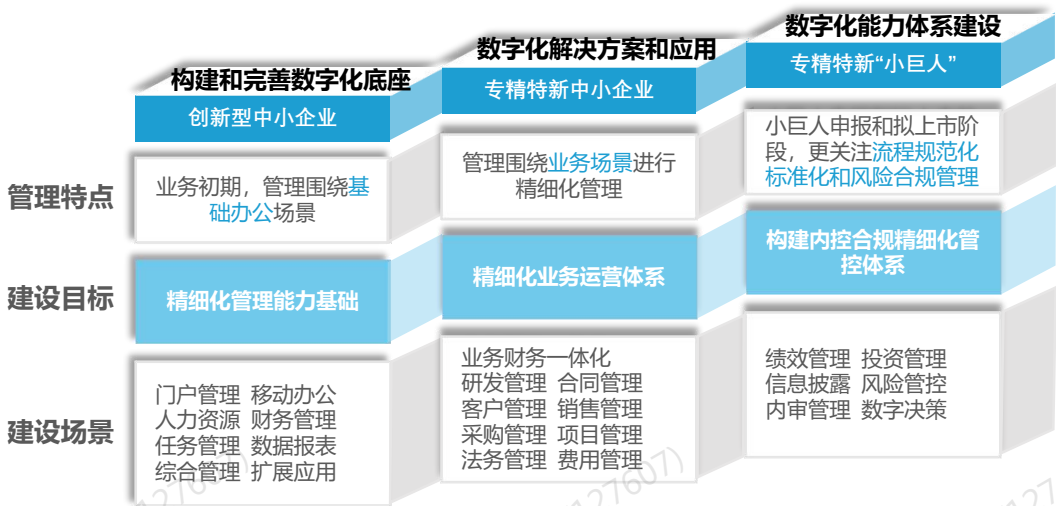 构建和完善数字化底座
创新型中小企业
数字化解决方案和应用
专精特新中小企业
数字化能力体系建设
专精特新“小巨人”
管理特点
业务初期，管理围绕基
础办公场景
管理围绕业务场景进行
精细化管理
小巨人申报和拟上市阶
段，更关注流程规范化
标准化和风险合规管理
建设目标
精细化管理能力基础
精细化业务运营体系
构建内控合规精细化管
控体系
建设场景
门户管理 移动办公
人力资源 财务管理
任务管理 数据报表
综合管理 扩展应用
业务财务一体化
研发管理 合同管理
客户管理 销售管理
采购管理 项目管理
法务管理 费用管理
绩效管理 投资管理
信息披露 风险管控
内审管理 数字决策
127607)
127607)
127